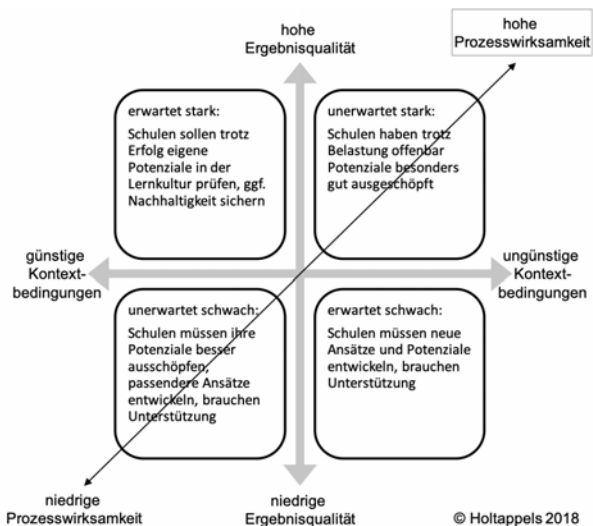 hohe
Ergebnisqualität
hohe
Prozesswirksamkeit
erwartet stark:
Schulen sollen trotz
Erfolg eigene
Potenziale in der
Lernkultur prüfen, ggf.
Nachhaltigkeit sichern
unerwartet stark:
Schulen haben trotz
Belastung offenbar
Potenziale besonders
gut ausgeschöpft
günstige
Kontext-
bedingungen
ungünstige
Kontext-
bedingungen
unerwartet schwach:
Schulen müssen ihre
Potenziale besser
ausschöpfen,
passendere Ansätze
entwickeln, brauchen
Unterstützung
erwartet schwach:
Schulen müssen neue
Ansätze und Potenziale
entwickeln, brauchen
Unterstützung
niedrige
Prozesswirksamkeit
niedrige
Ergebnisqualität
© Holtappels 2018